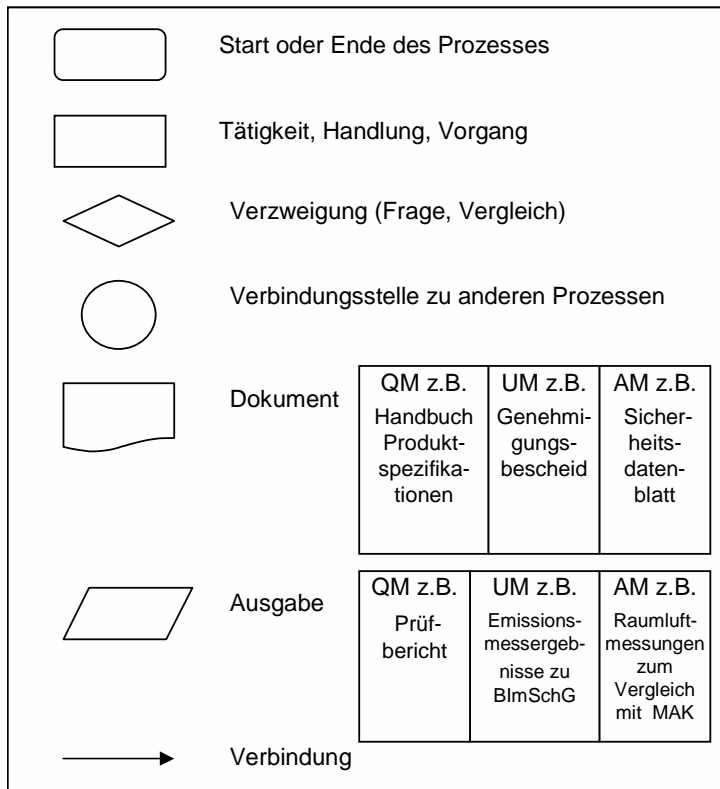 Start oder Ende des Prozesses
Tätigkeit, Handlung, Vorgang
Verzweigung (Frage, Vergleich)
Verbindungsstelle zu anderen Prozessen
Dokument
QM z.B.
Handbuch
Produkt-
spezifika-
tionen
UM z.B.
Genehmi-
gungs-
bescheid
AM z.B.
Sicher-
heits-
daten-
blatt
Ausgabe
QM z.B.
Prüf-
bericht
UM z.B.
Emissions-
messergeb-
nisse zu
BImSchG
AM z.B.
Raumluft-
messungen
zum
Vergleich
mit MAK
Verbindung